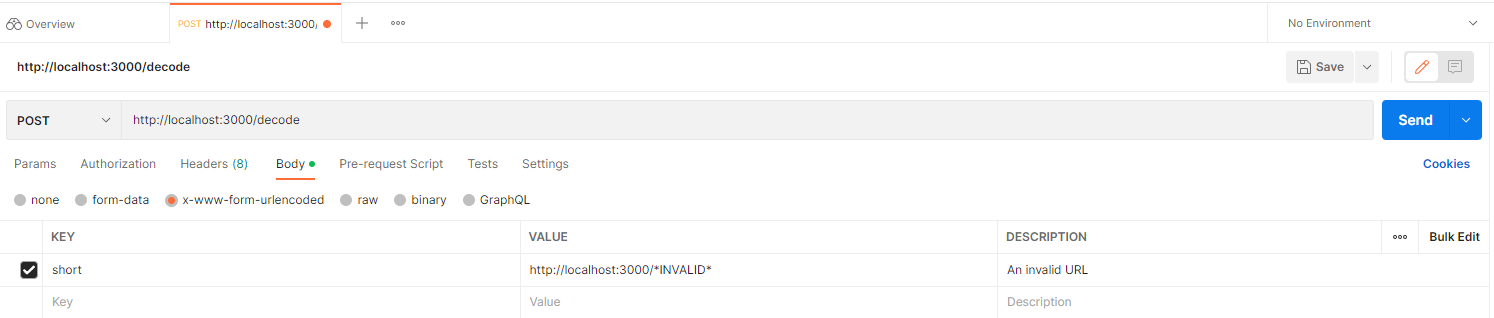 Overview POST http://localhost:3000/ No Environment
http://localhost:3000/decode Save
POST http://localhost:3000/decode Send
Params Authorization Headers (8) Body Pre-request Script Tests Settings Cookies
none form-data x-www-form-urlencoded raw binary GraphQL
KEY VALUE DESCRIPTION Bulk Edit
short http://localhost:3000/*INVALID* An invalid URL
Key Value Description